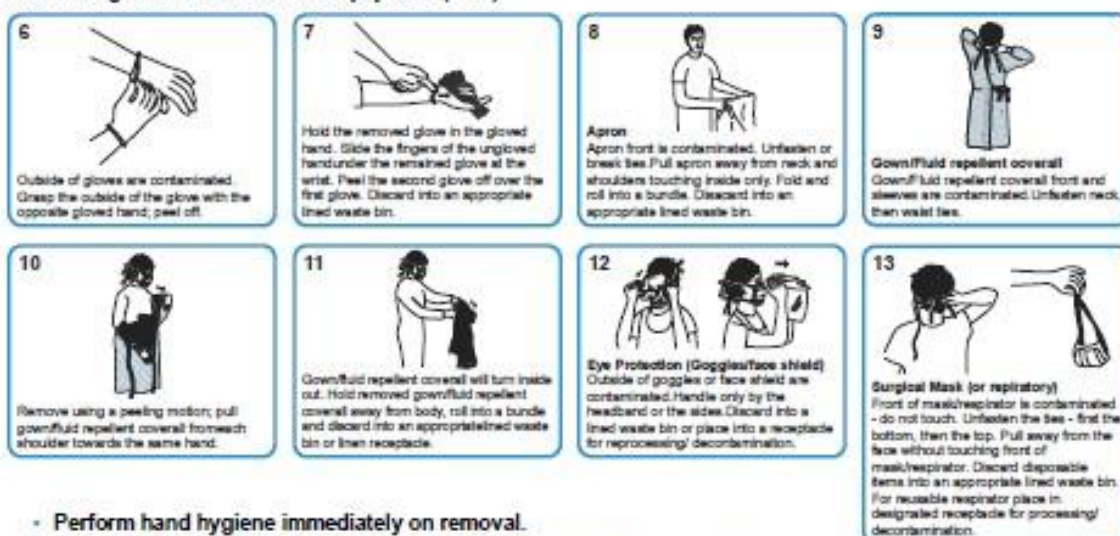 6
Outside of gloves are contaminated.
Grasp the outside of the glove with the
opposite gloved hand; peel off.
7
Hold the removed glove in the gloved
hand. Slide the fingers of the ungloved
handunder the remained glove at the
wrist. Peel the second glove off over the
first glove. Discard into an appropriate
lined waste bin.
8
Apron
Apron front is contaminated. Unfasten or
break ties.Pull apron away from neck and
shoulders touching inside only. Fold and
roll into a bundle. Disacard into an
appropriate lined waste bin.
9
Gown/Fluid repellent coverall
Gown/Fluid repellent coverall front and
sleeves are contaminated.Unfasten neck,
then waist ties.
10
Remove using a peeling motion; pull
gown/fluid repellent coverall fromeach
shoulder towards the same hand.
11
Gown/fluid repellent coverall will turn inside
out. Hold removed gown/fluid repellent
coverall away from body, roll into a bundle
and discard into an appropriatelined waste
bin or linen receptacle.
12
Eye Protection (Goggles/face shield)
Outside of goggles or face shield are
contaminated.Handle only by the
headband or the sides.Discard into a
lined waste bin or place into a receptacle
for reprocessing/ decontamination.
13
Surgical Mask (or repiratory)
Front of mask/respirator is contaminated
- do not touch. Unfasten the ties - first the
bottom, then the top. Pull away from the
face without touching front of
mask/respirator. Discard disposable
items into an appropriate lined waste bin.
For reusable respirator place in
designated receptacle for processing/
decontamination.
• Perform hand hygiene immediately on removal.